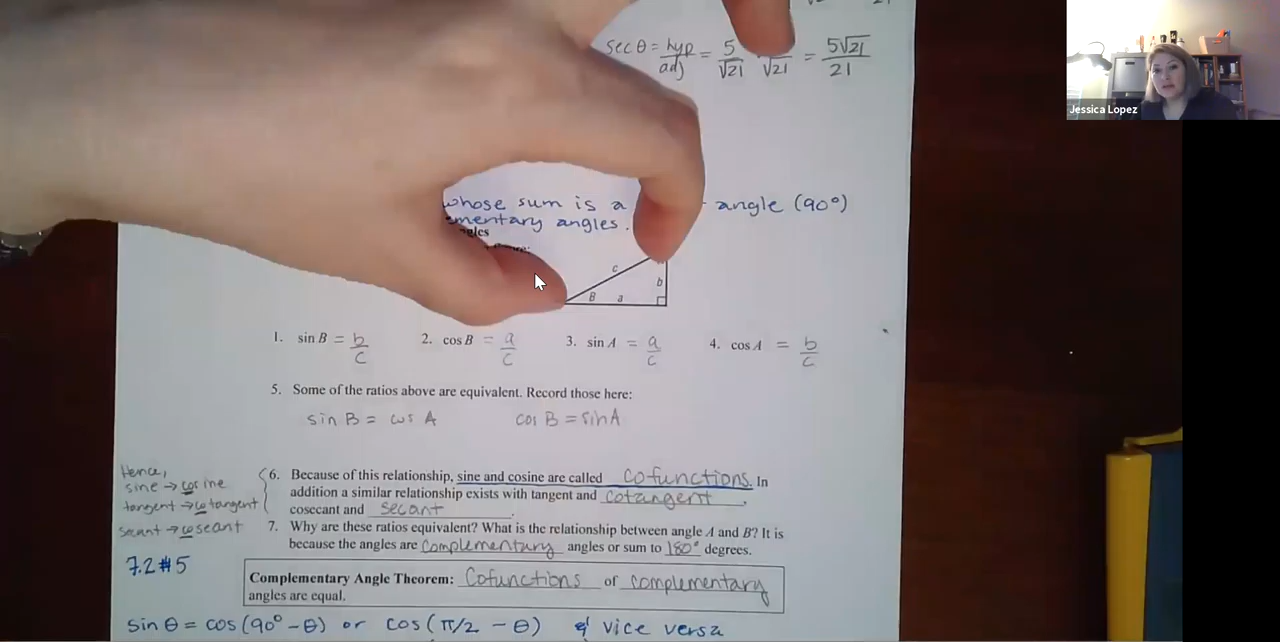 sec θ = hyp/adj = 5/√21 · √21 = 5√21/21
Jessica Lopez
whose sum is a angle (90°)
mentary angles.
c
b
B a
1. sin B = b/c 2. cos B = a/c 3. sin A = a/c 4. cos A = b/c
5. Some of the ratios above are equivalent. Record those here:
sin B = cos A cos B = sin A
Hence,
sine → cosine
tangent → cotangent
secant → coseant
6. Because of this relationship, sine and cosine are called cofunctions. In
addition a similar relationship exists with tangent and cotangent,
cosecant and secant.
7. Why are these ratios equivalent? What is the relationship between angle A and B? It is
because the angles are complementary angles or sum to 180° degrees.
7.2 #5
Complementary Angle Theorem: Cofunctions of complementary
angles are equal.
sin θ = cos (90° - θ) or cos (π/2 - θ) & vice versa